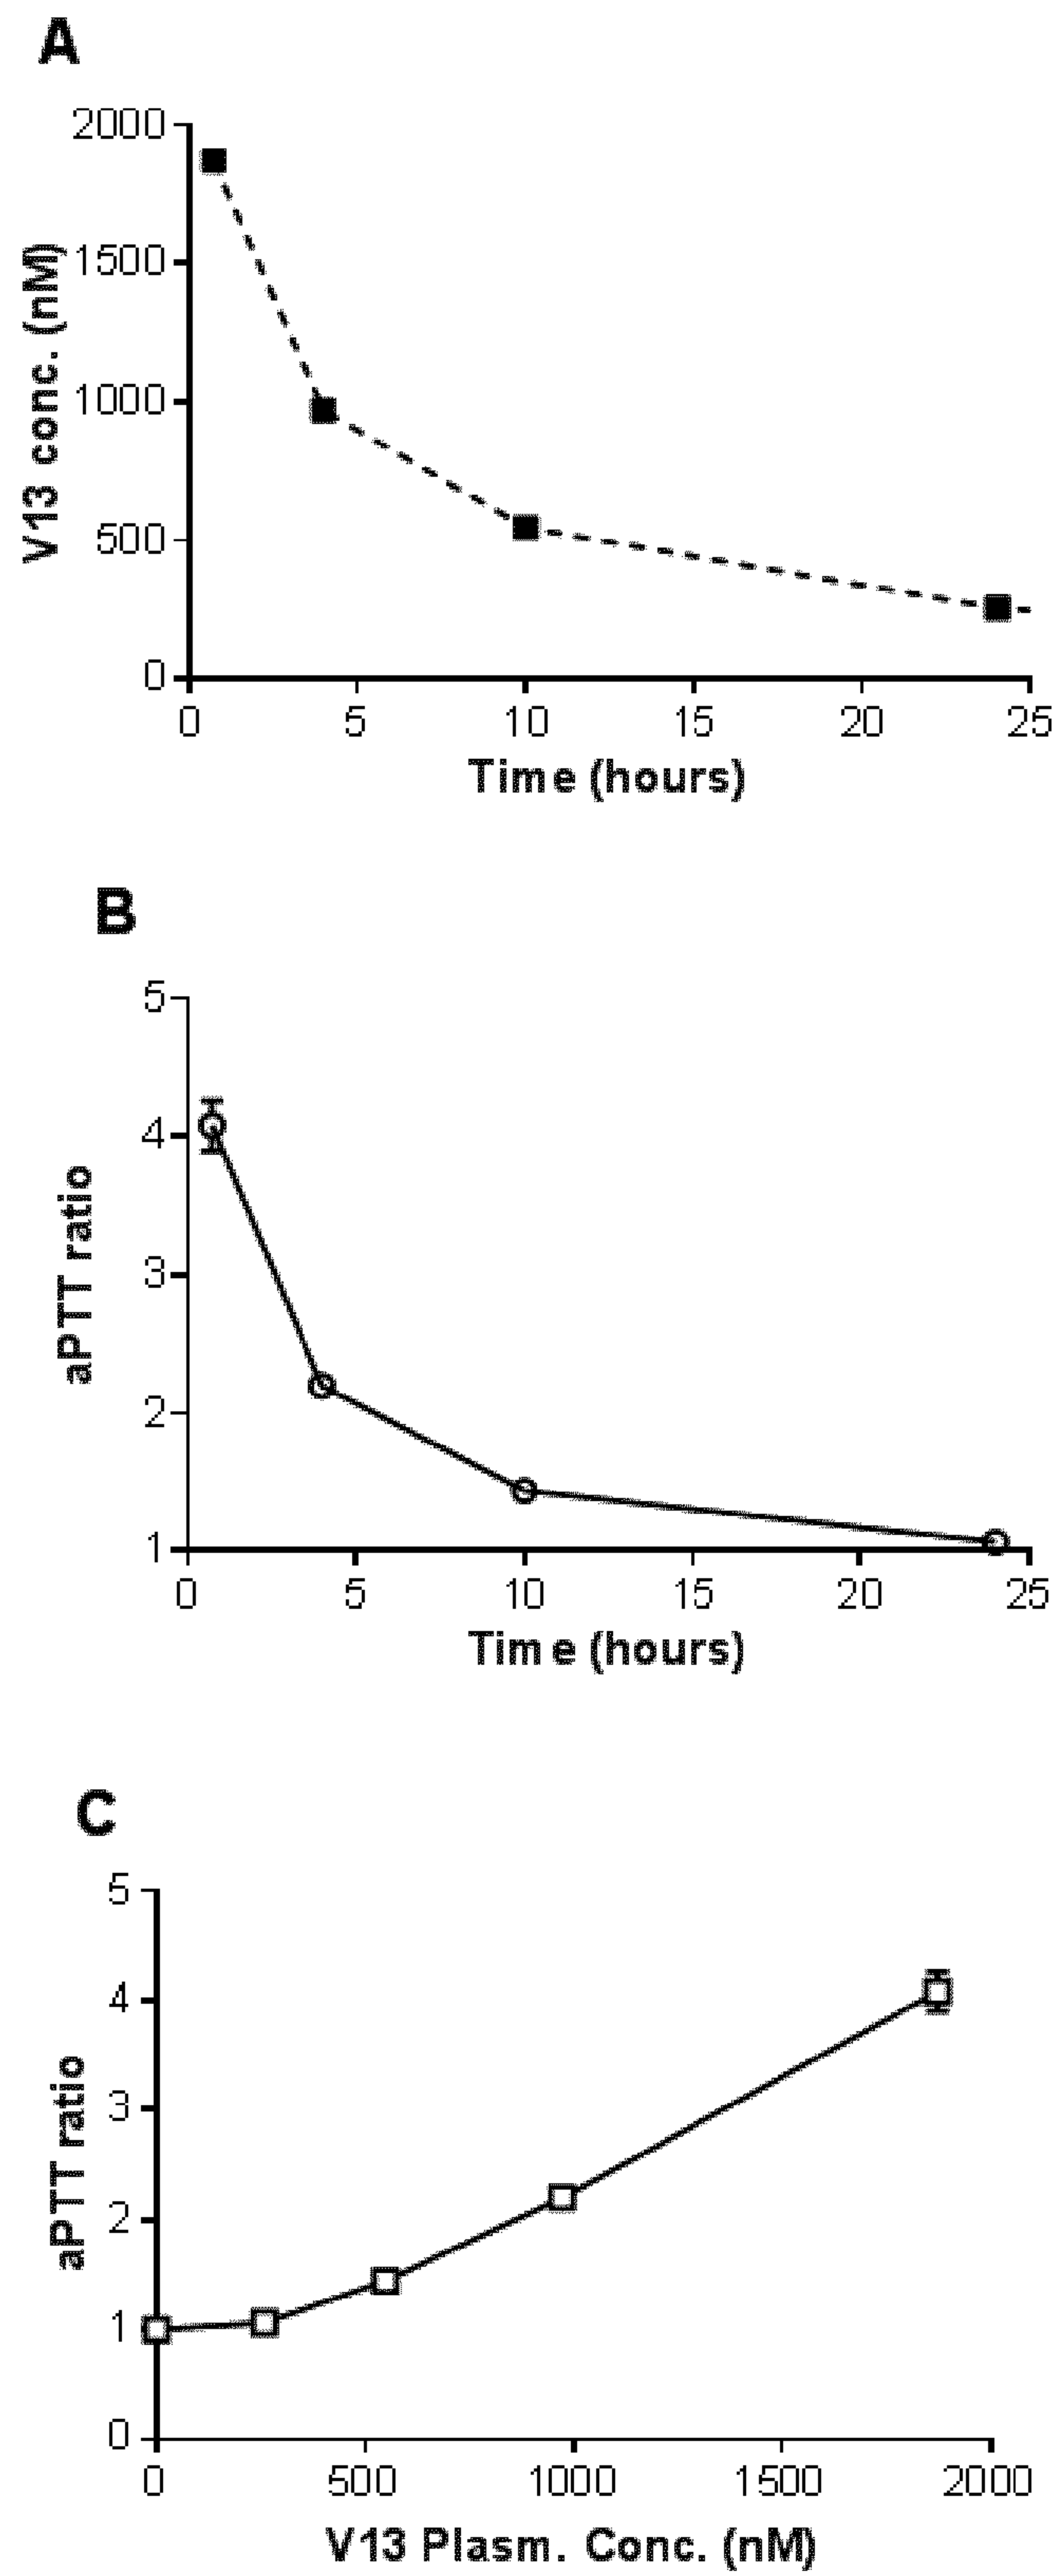 A
2000
1500
1000
500
0
V13 conc. (nM)
0 5 10 15 20 25
Time (hours)
B
5
4
3
2
1
aPTT ratio
0 5 10 15 20 25
Time (hours)
C
5
4
3
2
1
0
aPTT ratio
0 500 1000 1500 2000
V13 Plasm. Conc. (nM)